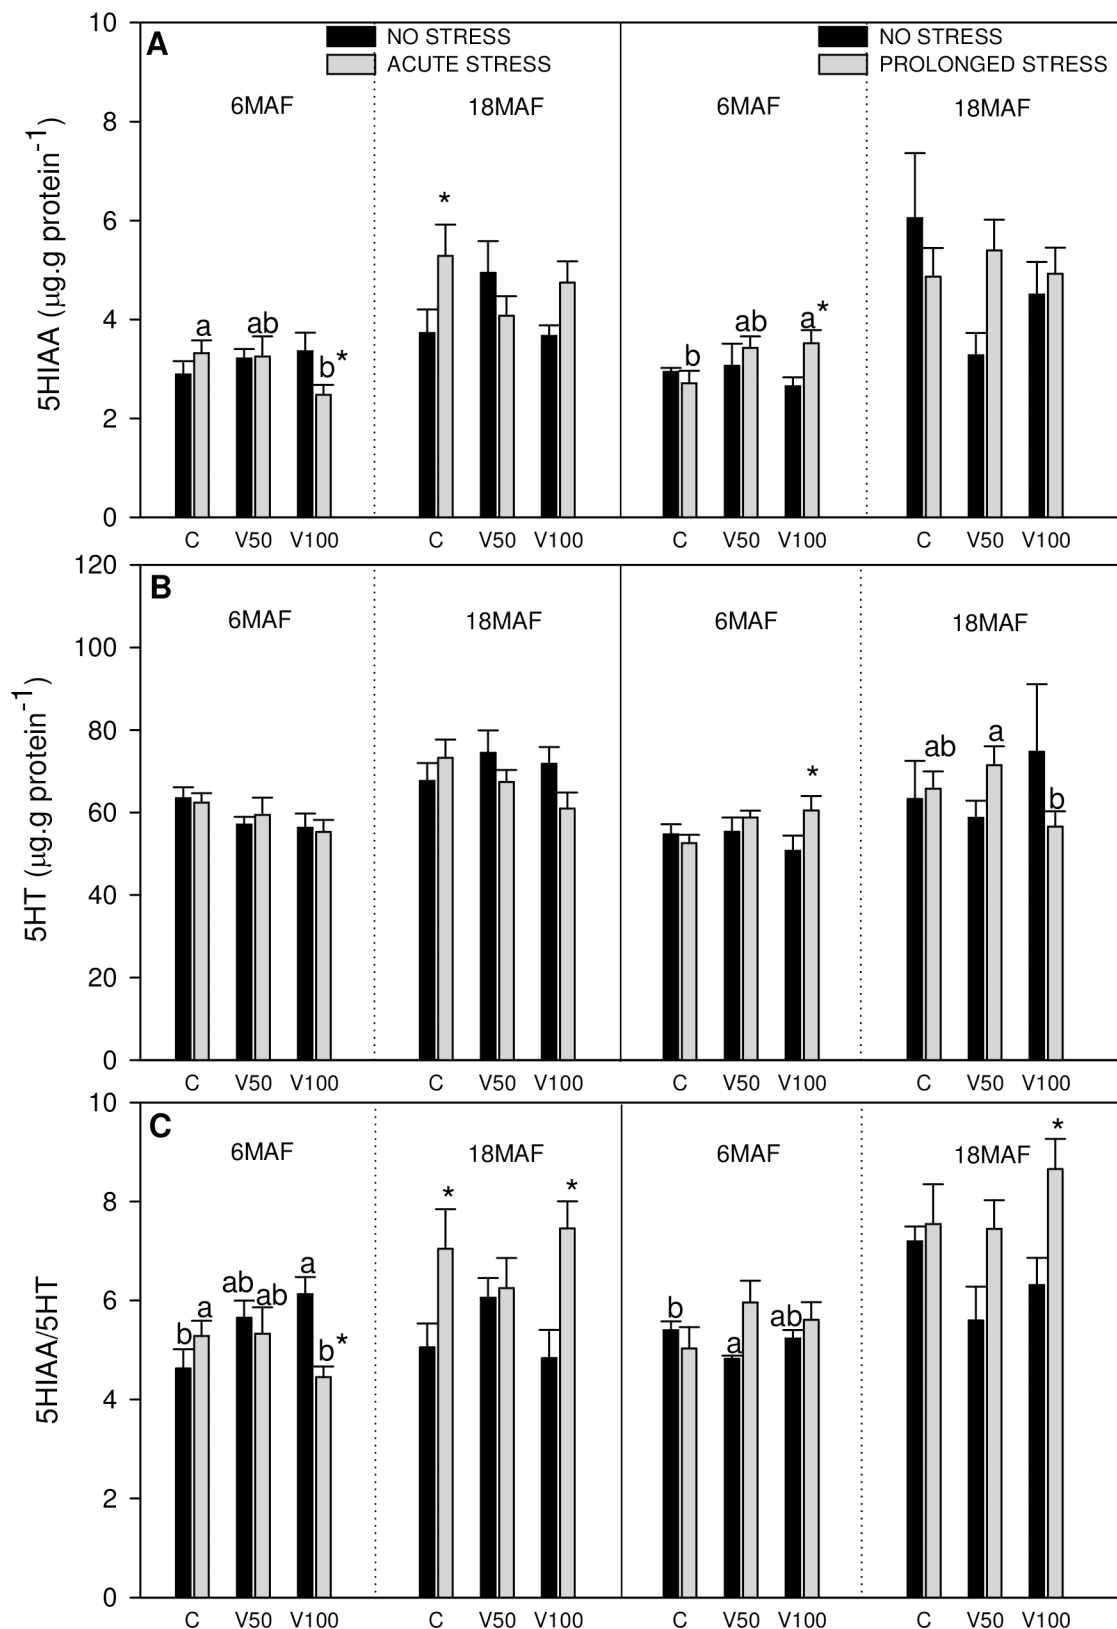 A
NO STRESS
ACUTE STRESS
NO STRESS
PROLONGED STRESS
6MAF
18MAF
6MAF
18MAF
5HIAA (μg.g protein-1)
10
8
6
4
2
0
a
ab
b*
*
b
ab
a*
C V50 V100 C V50 V100 C V50 V100 C V50 V100
B
6MAF
18MAF
6MAF
18MAF
5HT (μg.g protein-1)
120
100
80
60
40
20
0
*
ab
a
b
C V50 V100 C V50 V100 C V50 V100 C V50 V100
C
6MAF
18MAF
6MAF
18MAF
5HIAA/5HT
10
8
6
4
2
0
b
a
ab
ab
a
b*
*
*
b
a
ab
*
C V50 V100 C V50 V100 C V50 V100 C V50 V100